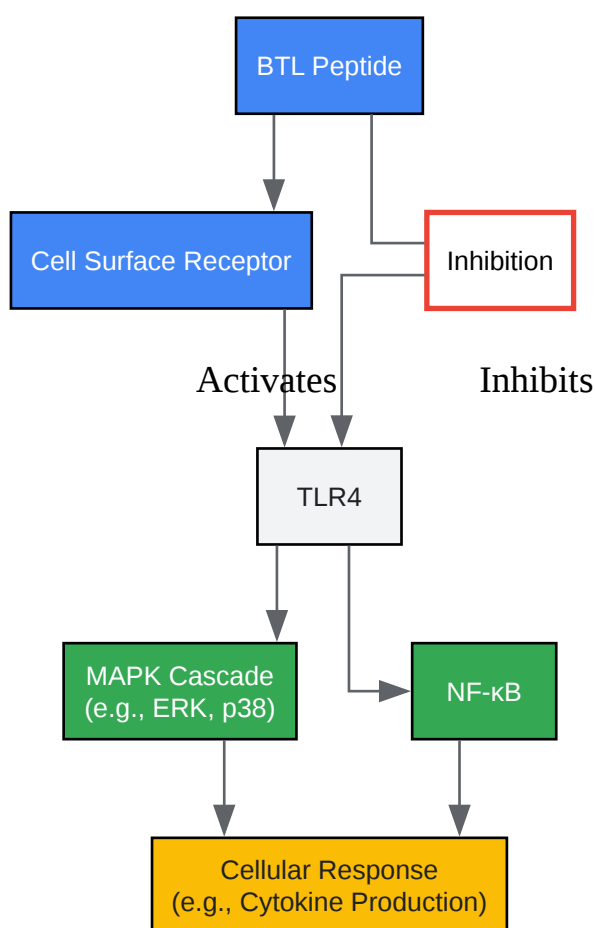 BTL Peptide
Cell Surface Receptor
Inhibition
Activates
Inhibits
TLR4
MAPK Cascade
(e.g., ERK, p38)
NF-κB
Cellular Response
(e.g., Cytokine Production)